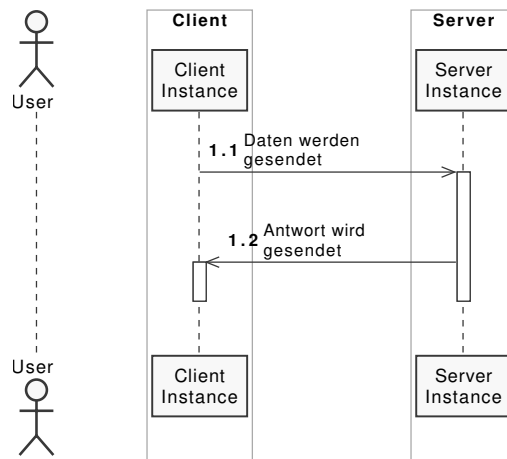 Client
Server
User
Client
Instance
Server
Instance
1.1 Daten werden
gesendet
1.2 Antwort wird
gesendet
User
Client
Instance
Server
Instance